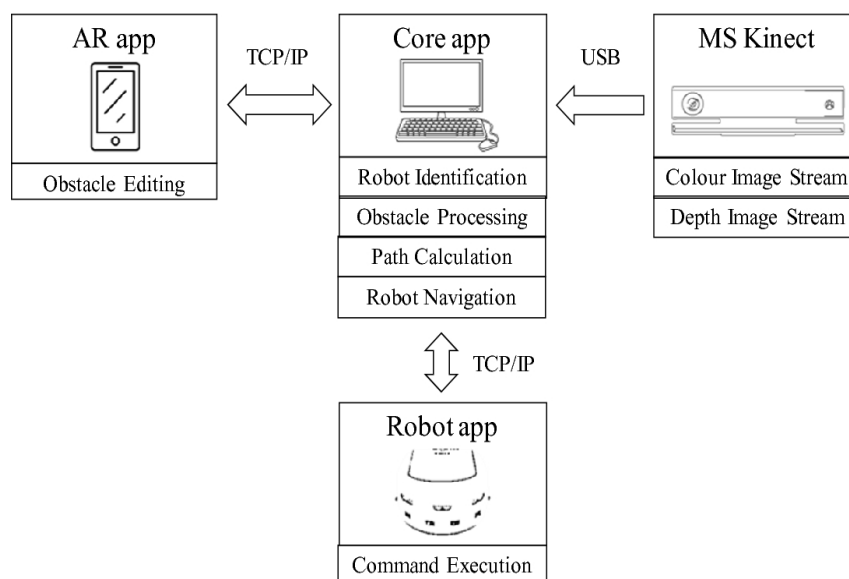 AR app
TCP/IP
Core app
USB
MS Kinect
Obstacle Editing
Robot Identification
Obstacle Processing
Path Calculation
Robot Navigation
Colour Image Stream
Depth Image Stream
TCP/IP
Robot app
Command Execution